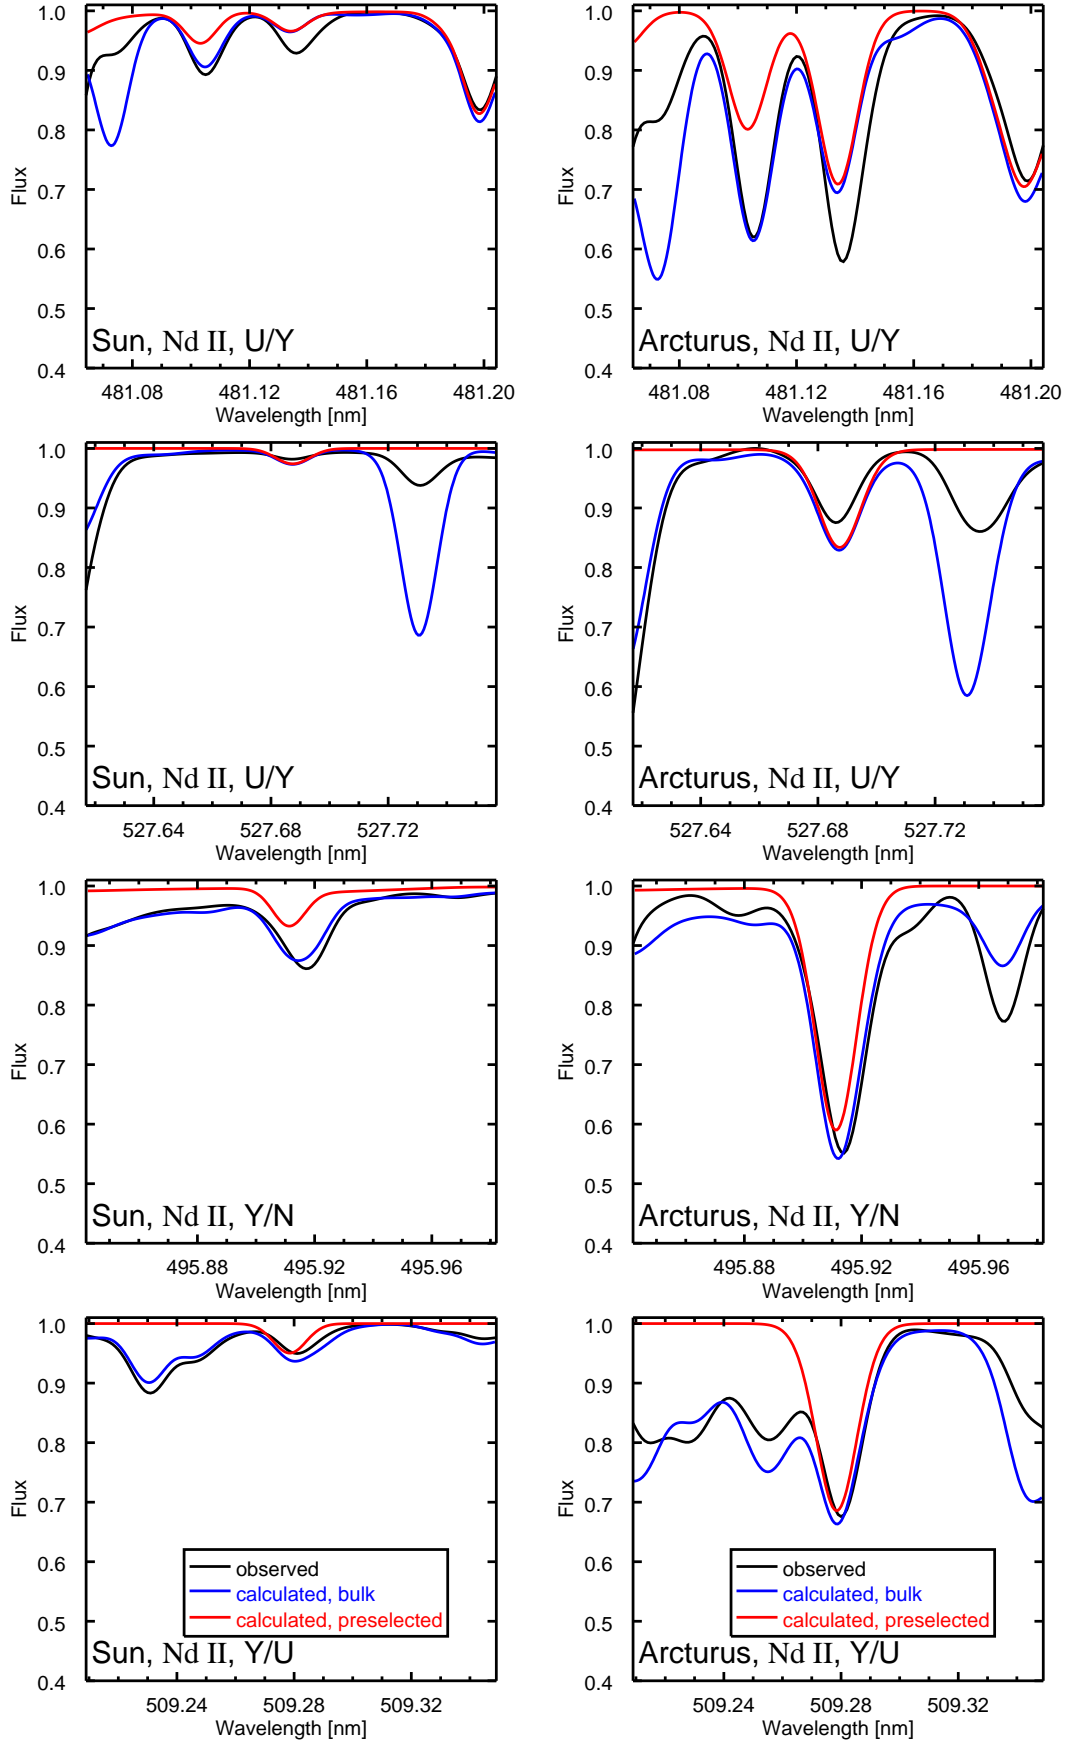 1.0
0.9
0.8
0.7
0.6
0.5
0.4
Flux
Sun, Nd II, U/Y
481.08 481.12 481.16 481.20
Wavelength [nm]
1.0
0.9
0.8
0.7
0.6
0.5
0.4
Flux
Arcturus, Nd II, U/Y
481.08 481.12 481.16 481.20
Wavelength [nm]
1.0
0.9
0.8
0.7
0.6
0.5
0.4
Flux
Sun, Nd II, U/Y
527.64 527.68 527.72
Wavelength [nm]
1.0
0.9
0.8
0.7
0.6
0.5
0.4
Flux
Arcturus, Nd II, U/Y
527.64 527.68 527.72
Wavelength [nm]
1.0
0.9
0.8
0.7
0.6
0.5
0.4
Flux
Sun, Nd II, Y/N
495.88 495.92 495.96
Wavelength [nm]
1.0
0.9
0.8
0.7
0.6
0.5
0.4
Flux
Arcturus, Nd II, Y/N
495.88 495.92 495.96
Wavelength [nm]
1.0
0.9
0.8
0.7
0.6
0.5
0.4
Flux
observed
calculated, bulk
calculated, preselected
Sun, Nd II, Y/U
509.24 509.28 509.32
Wavelength [nm]
1.0
0.9
0.8
0.7
0.6
0.5
0.4
Flux
observed
calculated, bulk
calculated, preselected
Arcturus, Nd II, Y/U
509.24 509.28 509.32
Wavelength [nm]